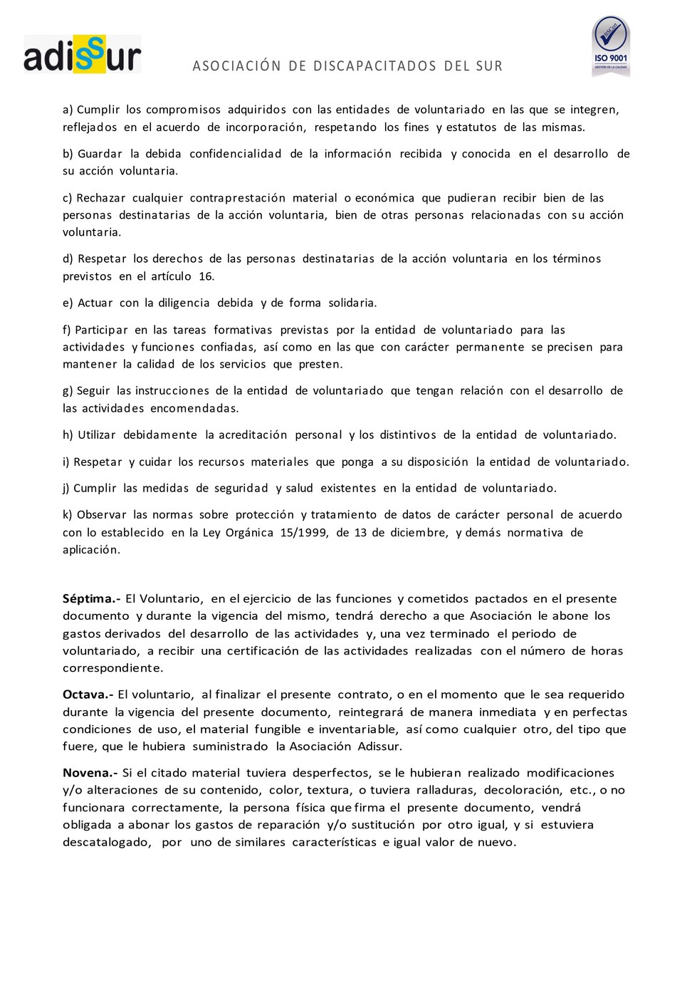 adissur
ASOCIACIÓN DE DISCAPACITADOS DEL SUR
BSCert
ISO 9001
GESTIÓN DE LA CALIDAD
a) Cumplir los compromisos adquiridos con las entidades de voluntariado en las que se integren,
reflejados en el acuerdo de incorporación, respetando los fines y estatutos de las mismas.
b) Guardar la debida confidencialidad de la información recibida y conocida en el desarrollo de
su acción voluntaria.
c) Rechazar cualquier contraprestación material o económica que pudieran recibir bien de las
personas destinatarias de la acción voluntaria, bien de otras personas relacionadas con su acción
voluntaria.
d) Respetar los derechos de las personas destinatarias de la acción voluntaria en los términos
previstos en el artículo 16.
e) Actuar con la diligencia debida y de forma solidaria.
f) Participar en las tareas formativas previstas por la entidad de voluntariado para las
actividades y funciones confiadas, así como en las que con carácter permanente se precisen para
mantener la calidad de los servicios que presten.
g) Seguir las instrucciones de la entidad de voluntariado que tengan relación con el desarrollo de
las actividades encomendadas.
h) Utilizar debidamente la acreditación personal y los distintivos de la entidad de voluntariado.
i) Respetar y cuidar los recursos materiales que ponga a su disposición la entidad de voluntariado.
j) Cumplir las medidas de seguridad y salud existentes en la entidad de voluntariado.
k) Observar las normas sobre protección y tratamiento de datos de carácter personal de acuerdo
con lo establecido en la Ley Orgánica 15/1999, de 13 de diciembre, y demás normativa de
aplicación.
Séptima.- El Voluntario, en el ejercicio de las funciones y cometidos pactados en el presente
documento y durante la vigencia del mismo, tendrá derecho a que Asociación le abone los
gastos derivados del desarrollo de las actividades y, una vez terminado el periodo de
voluntariado, a recibir una certificación de las actividades realizadas con el número de horas
correspondiente.
Octava.- El voluntario, al finalizar el presente contrato, o en el momento que le sea requerido
durante la vigencia del presente documento, reintegrará de manera inmediata y en perfectas
condiciones de uso, el material fungible e inventariable, así como cualquier otro, del tipo que
fuere, que le hubiera suministrado la Asociación Adissur.
Novena.- Si el citado material tuviera desperfectos, se le hubieran realizado modificaciones
y/o alteraciones de su contenido, color, textura, o tuviera ralladuras, decoloración, etc., o no
funcionara correctamente, la persona física que firma el presente documento, vendrá
obligada a abonar los gastos de reparación y/o sustitución por otro igual, y si estuviera
descatalogado, por uno de similares características e igual valor de nuevo.